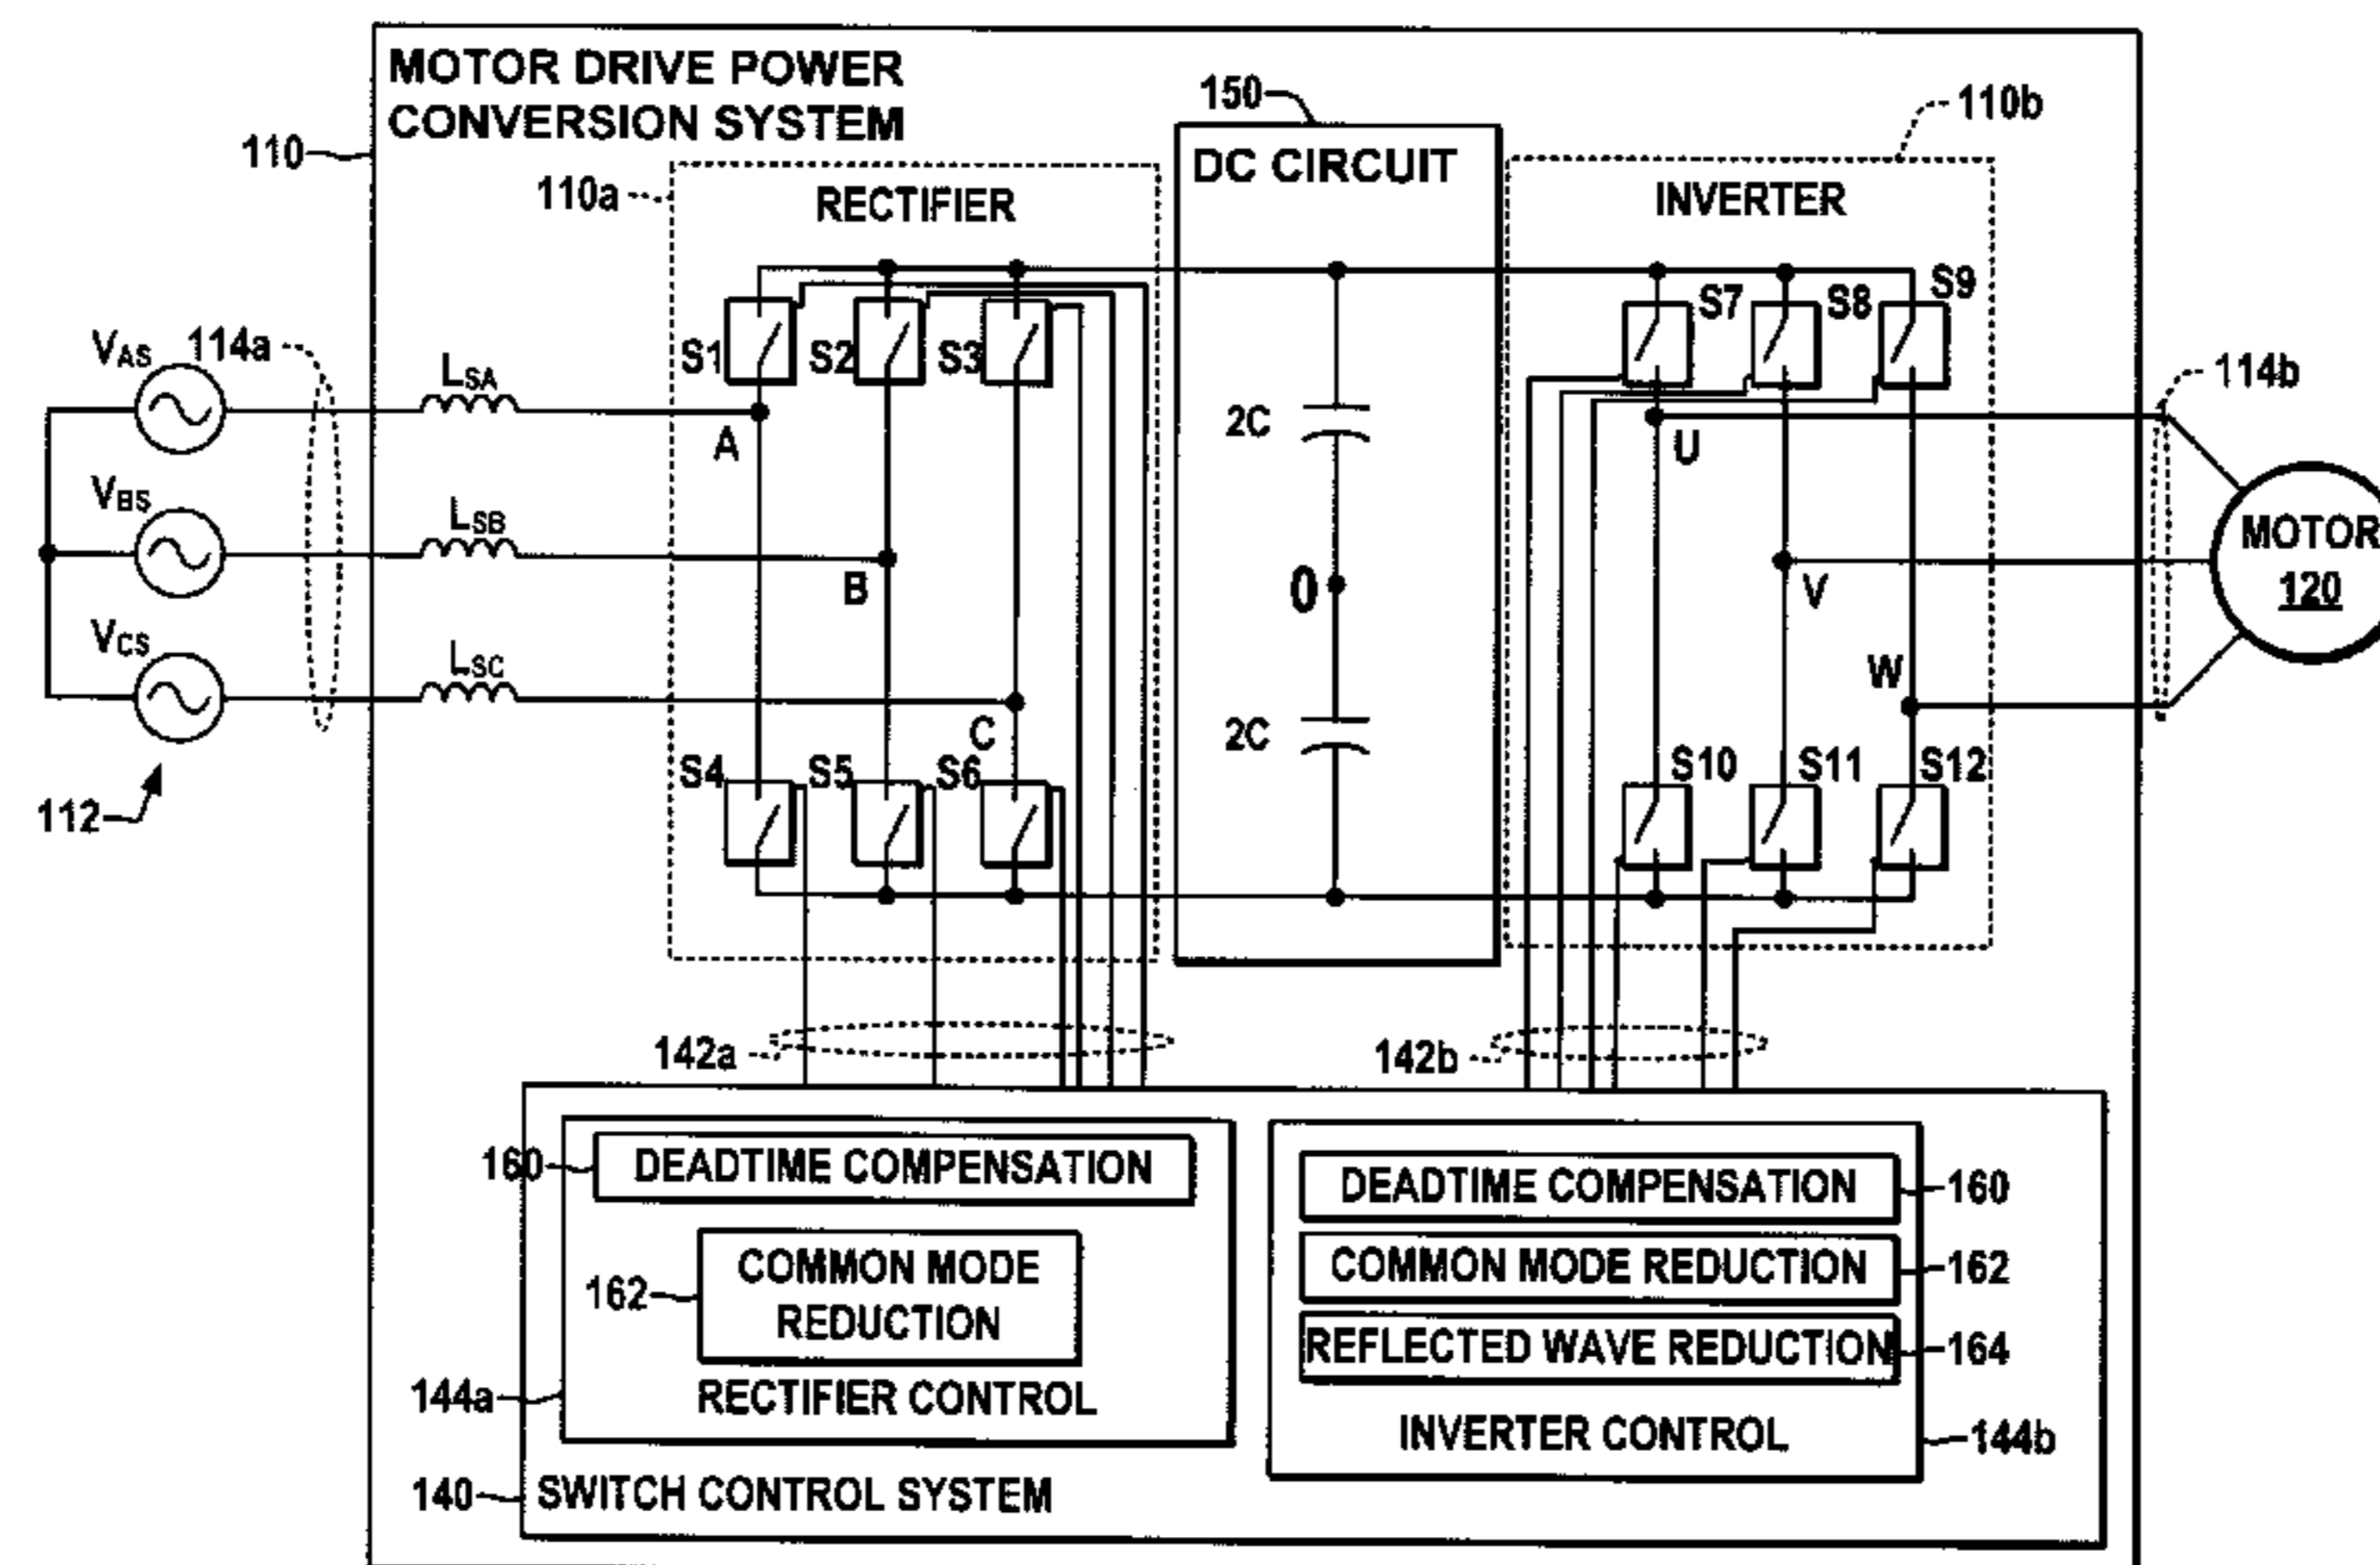 MOTOR DRIVE POWER
CONVERSION SYSTEM
110
110a
RECTIFIER
150
DC CIRCUIT
110b
INVERTER
S1
S2
S3
S7
S8
S9
VAS
114a
LSA
A
2C
U
114b
VBS
LSB
B
0
V
MOTOR
120
VCS
LSC
C
2C
W
S4
S5
S6
S10
S11
S12
112
142a
142b
160
DEADTIME COMPENSATION
162
COMMON MODE
REDUCTION
144a
RECTIFIER CONTROL
DEADTIME COMPENSATION
160
COMMON MODE REDUCTION
162
REFLECTED WAVE REDUCTION
164
INVERTER CONTROL
144b
140
SWITCH CONTROL SYSTEM